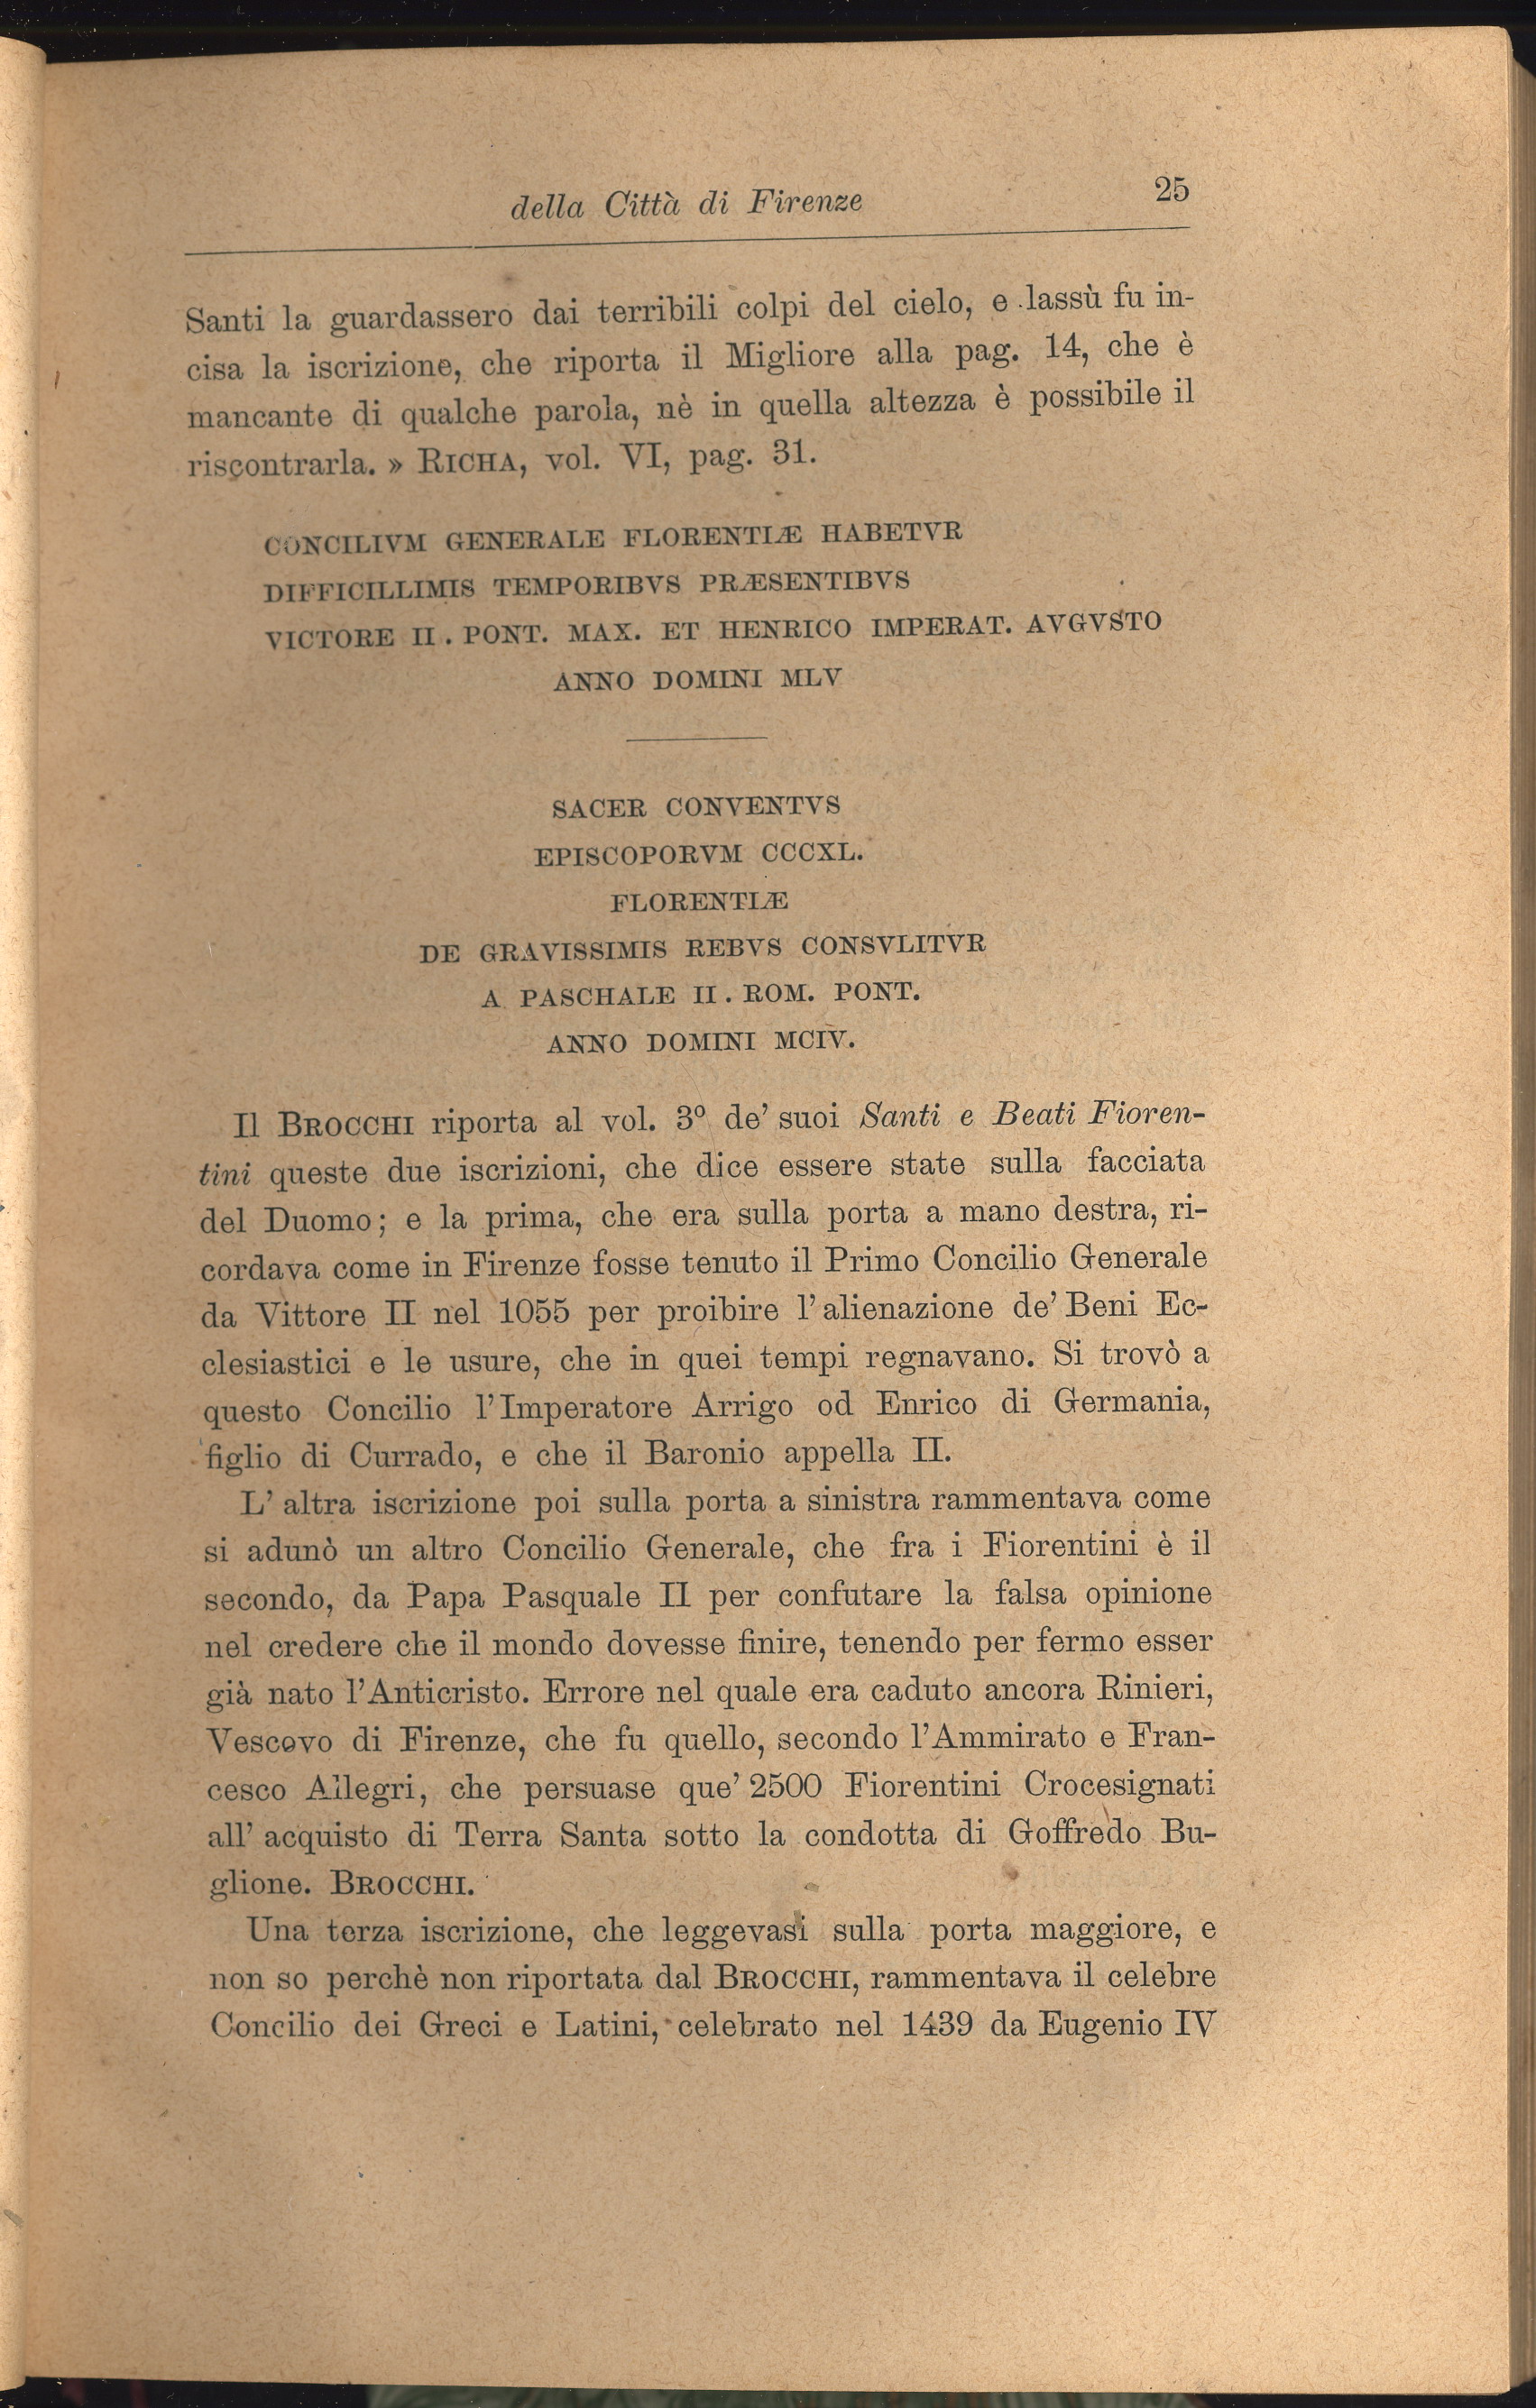 della Città di Firenze
25
Santi la guardassero dai terribili colpi del cielo, e lassù fu in-
cisa la iscrizione, che riporta il Migliore alla pag. 14, che è
mancante di qualche parola, nè in quella altezza è possibile il
riscontrarla. » RICHA, vol. VI, pag. 31.
CONCILIVM GENERALE FLORENTIÆ HABETVR
DIFFICILLIMIS TEMPORIBVS PRÆSENTIBVS
VICTORE II. PONT. MAX. ET HENRICO IMPERAT. AVGVSTO
ANNO DOMINI MLV
SACER CONVENTVS
EPISCOPORVM CCCXL.
FLORENTIÆ
DE GRAVISSIMIS REBVS CONSVLITVR
A PASCHALE II. ROM. PONT.
ANNO DOMINI MCIV.
Il BROCCHI riporta al vol. 3º de' suoi Santi e Beati Fioren-
tini queste due iscrizioni, che dice essere state sulla facciata
del Duomo; e la prima, che era sulla porta a mano destra, ri-
cordava come in Firenze fosse tenuto il Primo Concilio Generale
da Vittore II nel 1055 per proibire l'alienazione de' Beni Ec-
clesiastici e le usure, che in quei tempi regnavano. Si trovò a
questo Concilio l'Imperatore Arrigo od Enrico di Germania,
figlio di Currado, e che il Baronio appella II.
L' altra iscrizione poi sulla porta a sinistra rammentava come
si adunò un altro Concilio Generale, che fra i Fiorentini è il
secondo, da Papa Pasquale II per confutare la falsa opinione
nel credere che il mondo dovesse finire, tenendo per fermo esser
già nato l'Anticristo. Errore nel quale era caduto ancora Rinieri,
Vescovo di Firenze, che fu quello, secondo l'Ammirato e Fran-
cesco Allegri, che persuase que' 2500 Fiorentini Crocesignati
all' acquisto di Terra Santa sotto la condotta di Goffredo Bu-
glione. BROCCHI.
Una terza iscrizione, che leggevasi sulla porta maggiore, e
non so perchè non riportata dal BROCCHI, rammentava il celebre
Concilio dei Greci e Latini, celebrato nel 1439 da Eugenio IV